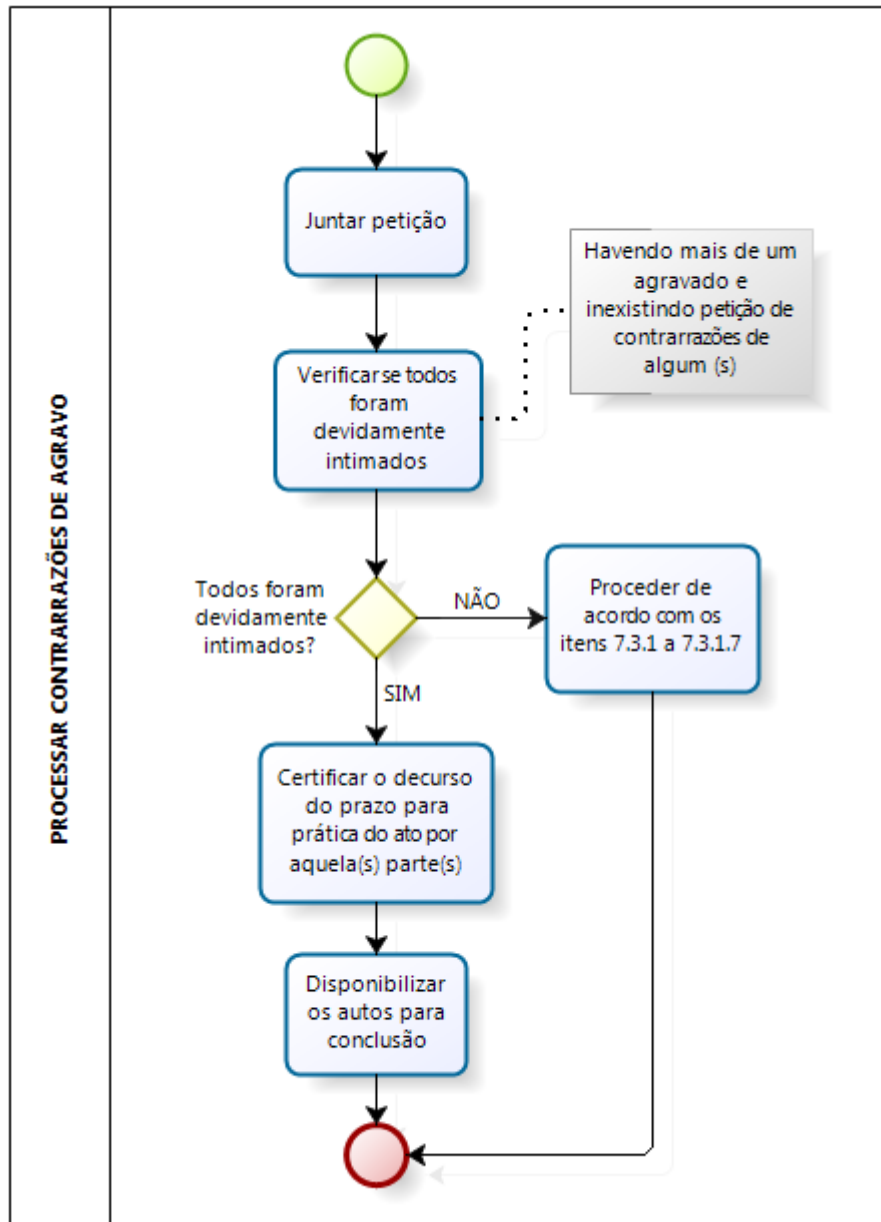 PROCESSAR CONTRARRAZÕES DE AGRAVO
Juntar petição
Havendo mais de um
agravado e
inexistindo petição de
contrarrazões de
algum (s)
Verificar se todos
foram
devidamente
intimados
Todos foram
devidamente
intimados?
NÃO
Proceder de
acordo com os
itens 7.3.1 a 7.3.1.7
SIM
Certificar o decurso
do prazo para
prática do ato por
aquela(s) parte(s)
Disponibilizar
os autos para
conclusão